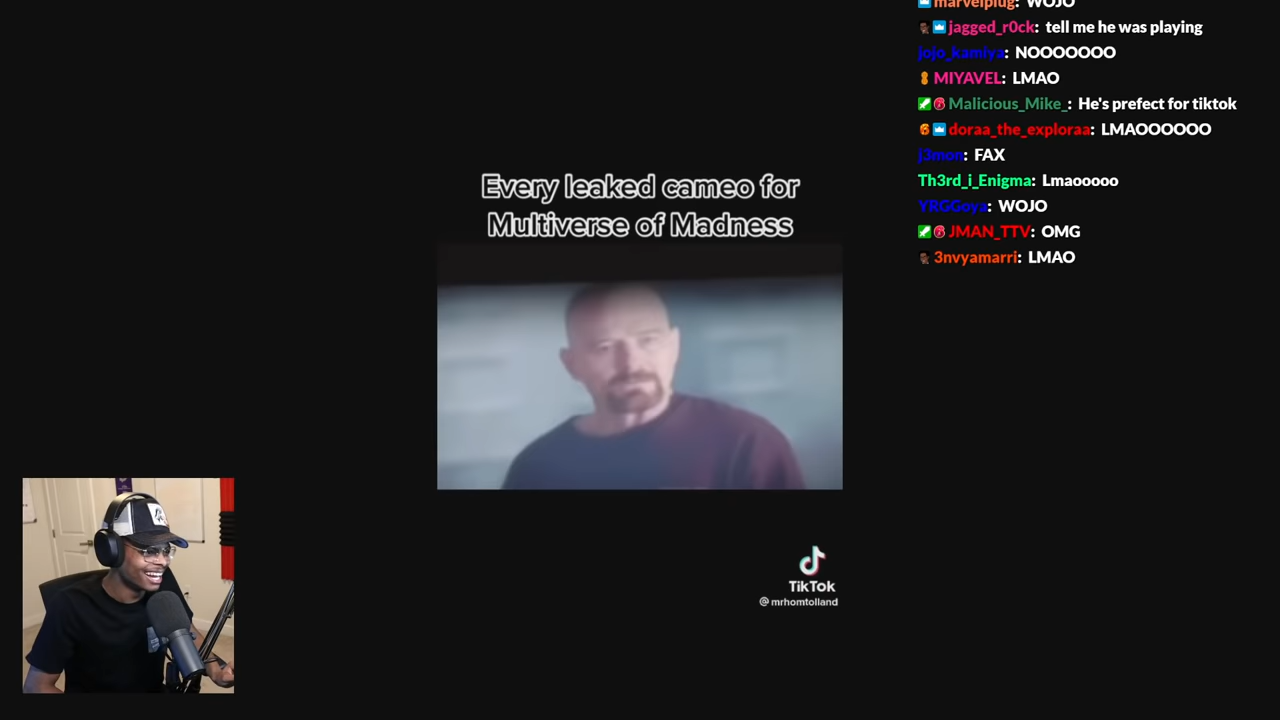 marvelplug: WOJO
jagged_r0ck: tell me he was playing
jojo_kamiya: NOOOOOOO
MIYAVEL: LMAO
Malicious_Mike_: He's prefect for tiktok
doraa_the_exploraa: LMAOOOOOO
j3mon: FAX
Th3rd_i_Enigma: Lmaooooo
YRGGoya: WOJO
JMAN_TTV: OMG
3nvyamarri: LMAO
Every leaked cameo for
Multiverse of Madness
TikTok
@mrhomtolland